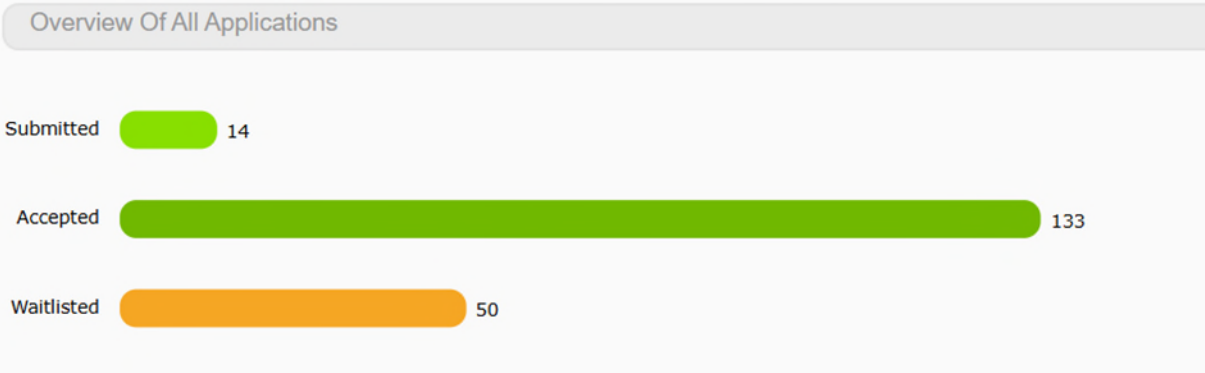 Overview Of All Applications
Submitted 14
Accepted 133
Waitlisted 50